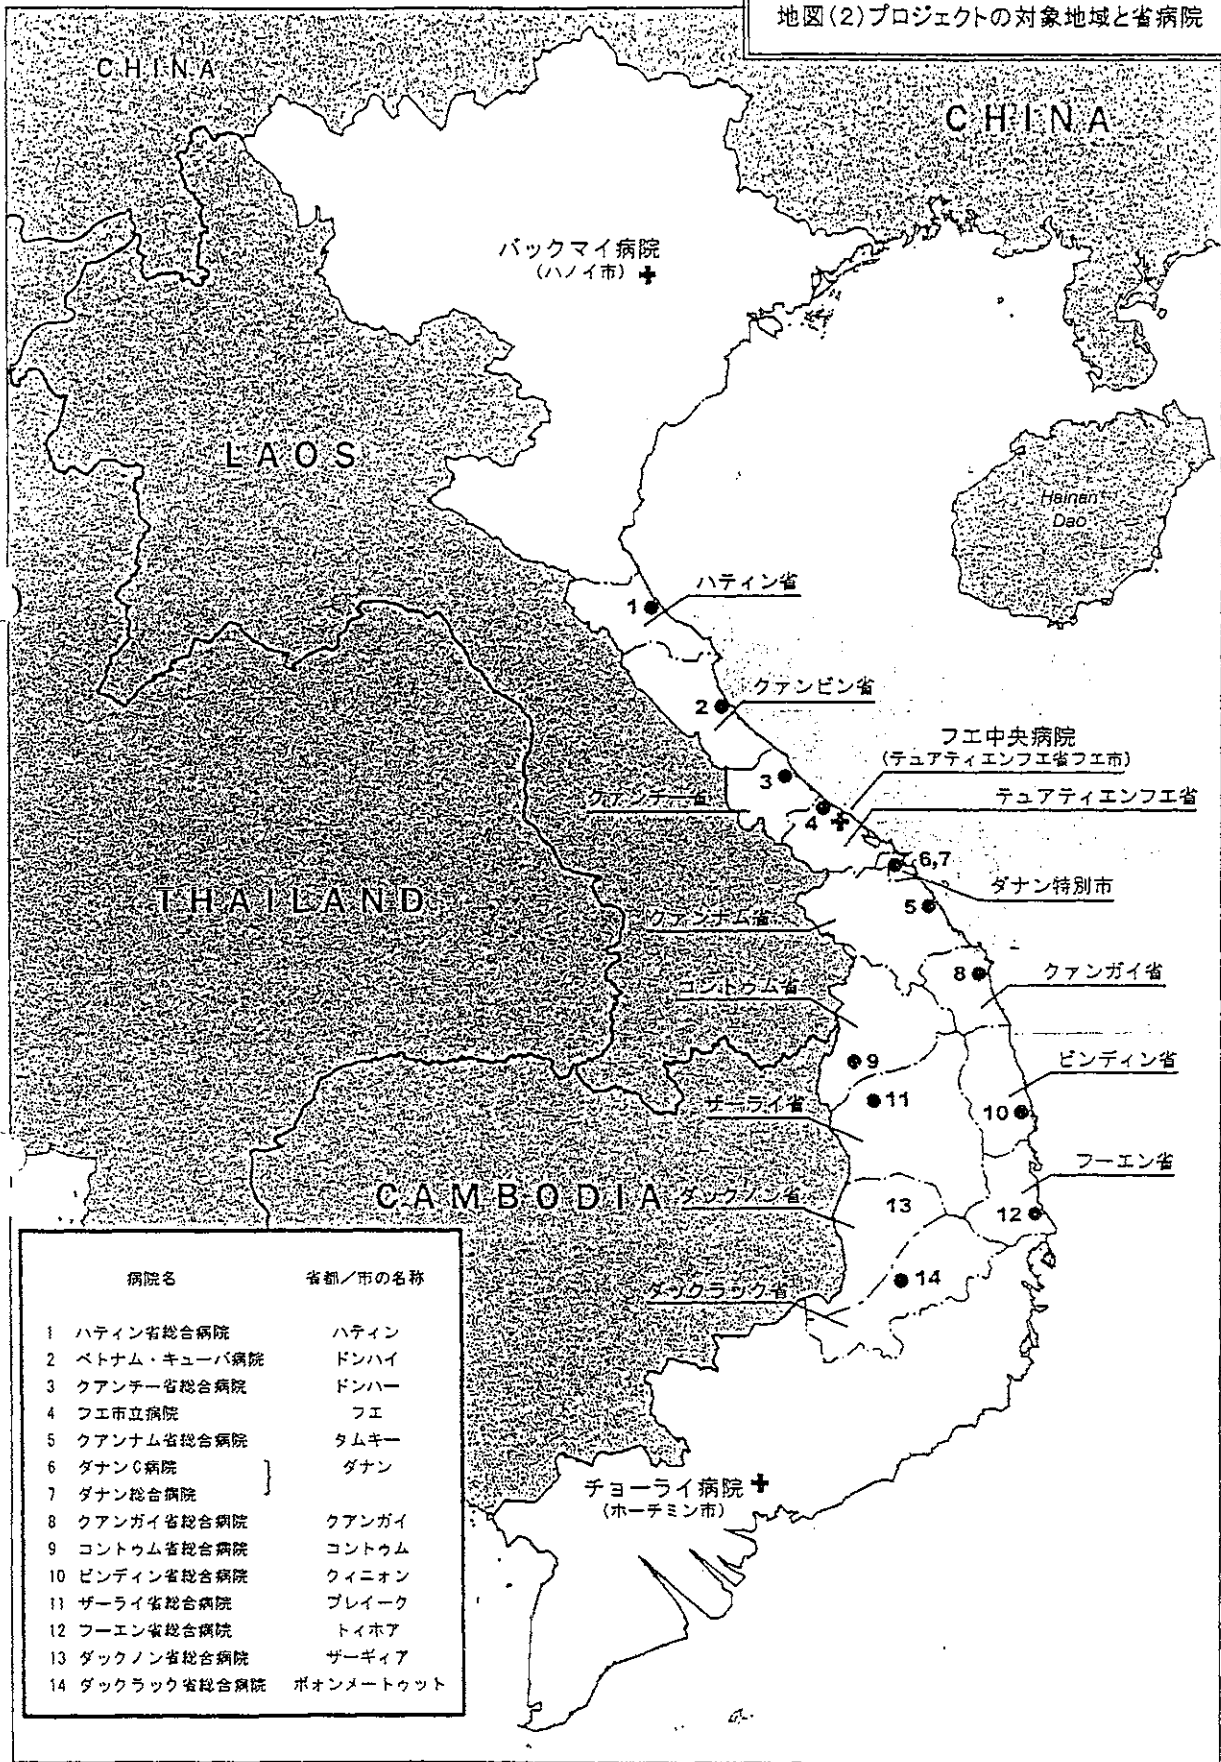 地図(2)プロジェクトの対象地域と省病院
CHINA
CHINA
バックマイ病院
(ハノイ市)
LAOS
Hainan
Dao
ハティン省
1
クァンビン省
2
フエ中央病院
(テュアティエンフエ省フエ市)
3
クァンチー省
テュアティエンフエ省
4
6,7
THAILAND
ダナン特別市
5
クァンナム省
8
クァンガイ省
コントゥム省
9
ビンディン省
11
ザーライ省
10
フーエン省
CAMBODIA
ダックノン省
13
12
14
ダックラック省
チョーライ病院
(ホーチミン市)
病院名 省都/市の名称
1 ハティン省総合病院 ハティン
2 ベトナム・キューバ病院 ドンハイ
3 クアンチー省総合病院 ドンハー
4 フエ市立病院 フエ
5 クアンナム省総合病院 タムキー
6 ダナンC病院 ダナン
7 ダナン総合病院
8 クアンガイ省総合病院 クアンガイ
9 コントゥム省総合病院 コントゥム
10 ビンディン省総合病院 クィニォン
11 ザーライ省総合病院 プレイーク
12 フーエン省総合病院 トィホア
13 ダックノン省総合病院 ザーギィア
14 ダックラック省総合病院 ボォンメートゥット